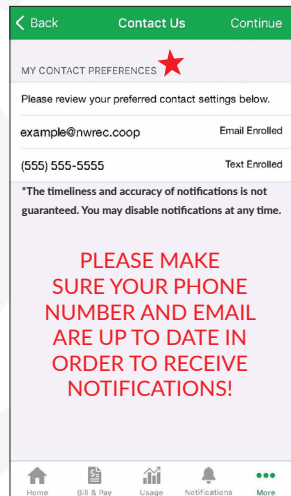 Back Contact Us Continue
MY CONTACT PREFERENCES
Please review your preferred contact settings below.
example@nwrec.coop Email Enrolled
(555) 555-5555 Text Enrolled
*The timeliness and accuracy of notifications is not
guaranteed. You may disable notifications at any time.
PLEASE MAKE
SURE YOUR PHONE
NUMBER AND EMAIL
ARE UP TO DATE IN
ORDER TO RECEIVE
NOTIFICATIONS!
Home Bill & Pay Usage Notifications More